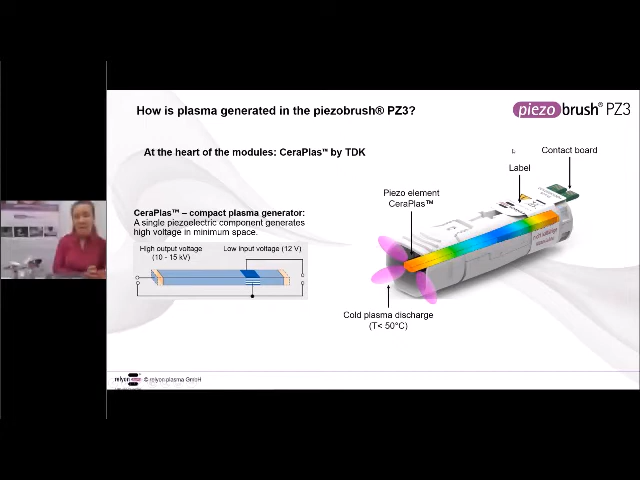 How is plasma generated in the piezobrush® PZ3?
piezo brush® PZ3
At the heart of the modules: CeraPlas™ by TDK
Contact board
Label
Piezo element
CeraPlas™
CeraPlas™ – compact plasma generator:
A single piezoelectric component generates
high voltage in minimum space.
High output voltage
(10 - 15 kV)
Low input voltage (12 V)
Cold plasma discharge
(T< 50°C)
relyon
© relyon plasma GmbH